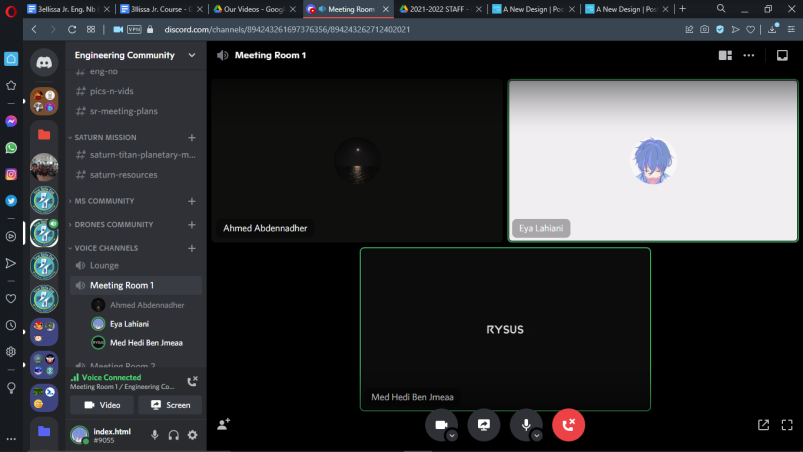 3ellissa Jr. Eng. Nb
3llissa Jr. Course - E
Our Videos - Googl
Meeting Room
2021-2022 STAFF -
A New Design | Pos
A New Design | Pos
VPN
discord.com/channels/894243261697376356/894243262712402021
Engineering Community
eng-nb
pics-n-vids
sr-meeting-plans
SATURN MISSION
saturn-titan-planetary-m...
saturn-resources
MS COMMUNITY
DRONES COMMUNITY
VOICE CHANNELS
Lounge
Meeting Room 1
Ahmed Abdennadher
Eya Lahiani
Med Hedi Ben Jmeaa
Meeting Room 2
Voice Connected
Meeting Room 1 / Engineering Co...
Video
Screen
index.html
#9055
Meeting Room 1
Ahmed Abdennadher
Eya Lahiani
RYSUS
Med Hedi Ben Jmeaa